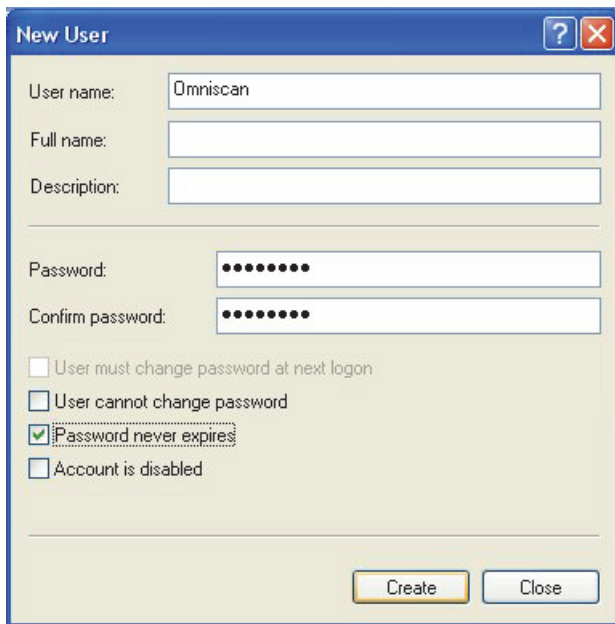 New User
User name: Omniscan
Full name:
Description:
Password: ●●●●●●●●
Confirm password: ●●●●●●●●
User must change password at next logon
User cannot change password
Password never expires
Account is disabled
Create Close